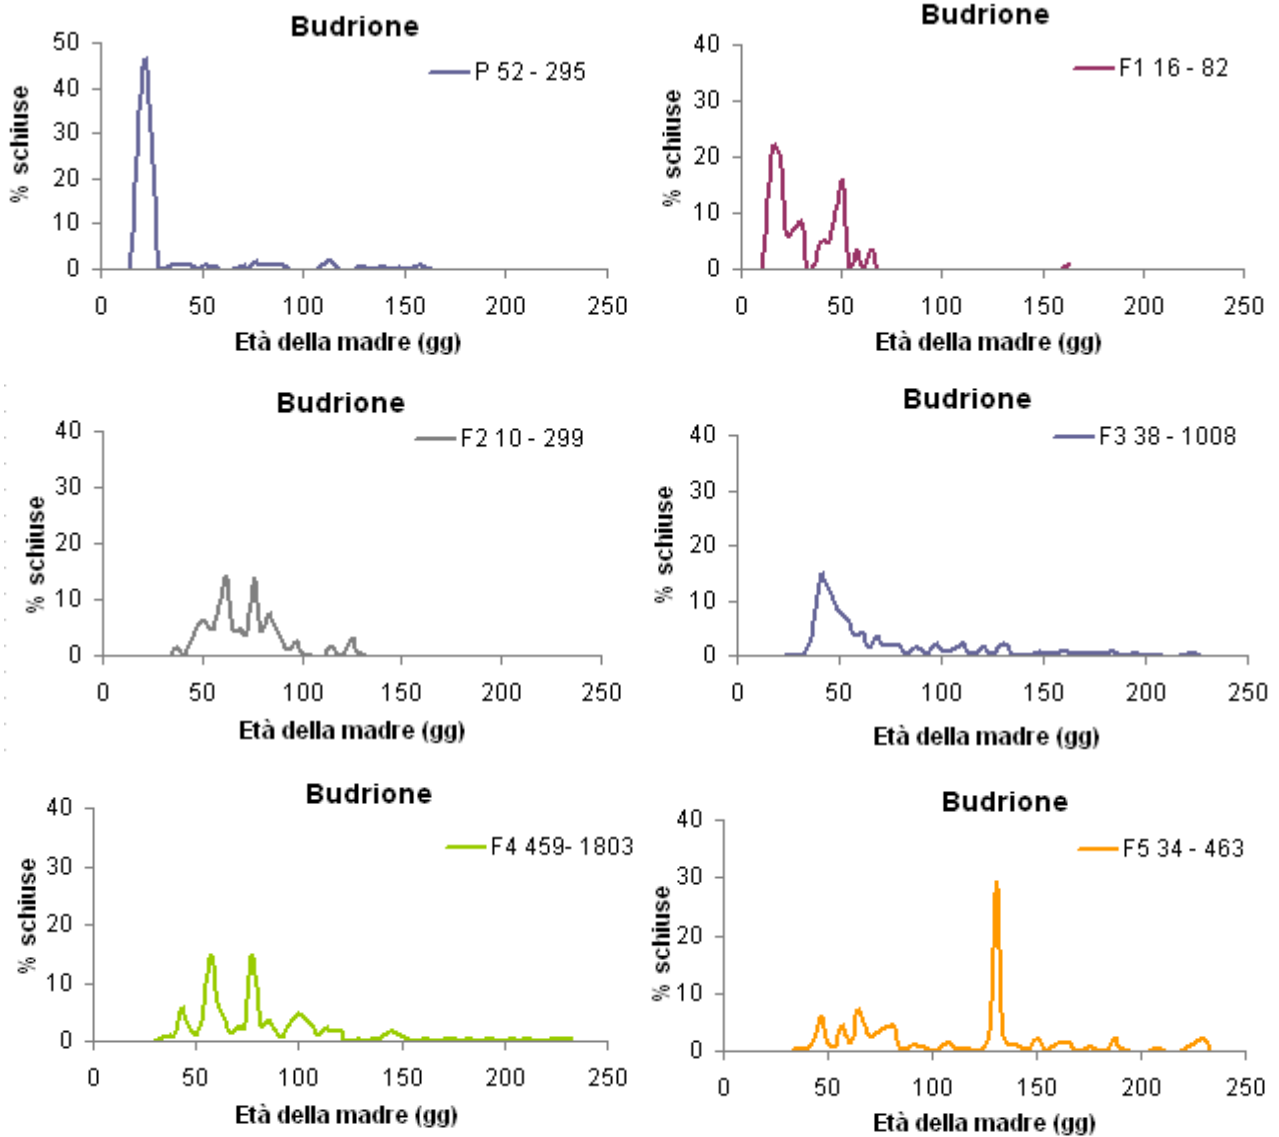 Budrione
P 52 - 295
% schiuse
50
40
30
20
10
0
0 50 100 150 200 250
Età della madre (gg)
Budrione
F1 16 - 82
% schiuse
40
30
20
10
0
0 50 100 150 200 250
Età della madre (gg)
Budrione
F2 10 - 299
% schiuse
40
30
20
10
0
0 50 100 150 200 250
Età della madre (gg)
Budrione
F3 38 - 1008
% schiuse
40
30
20
10
0
0 50 100 150 200 250
Età della madre (gg)
Budrione
F4 459- 1803
% schiuse
40
30
20
10
0
0 50 100 150 200 250
Età della madre (gg)
Budrione
F5 34 - 463
% schiuse
40
30
20
10
0
0 50 100 150 200 250
Età della madre (gg)